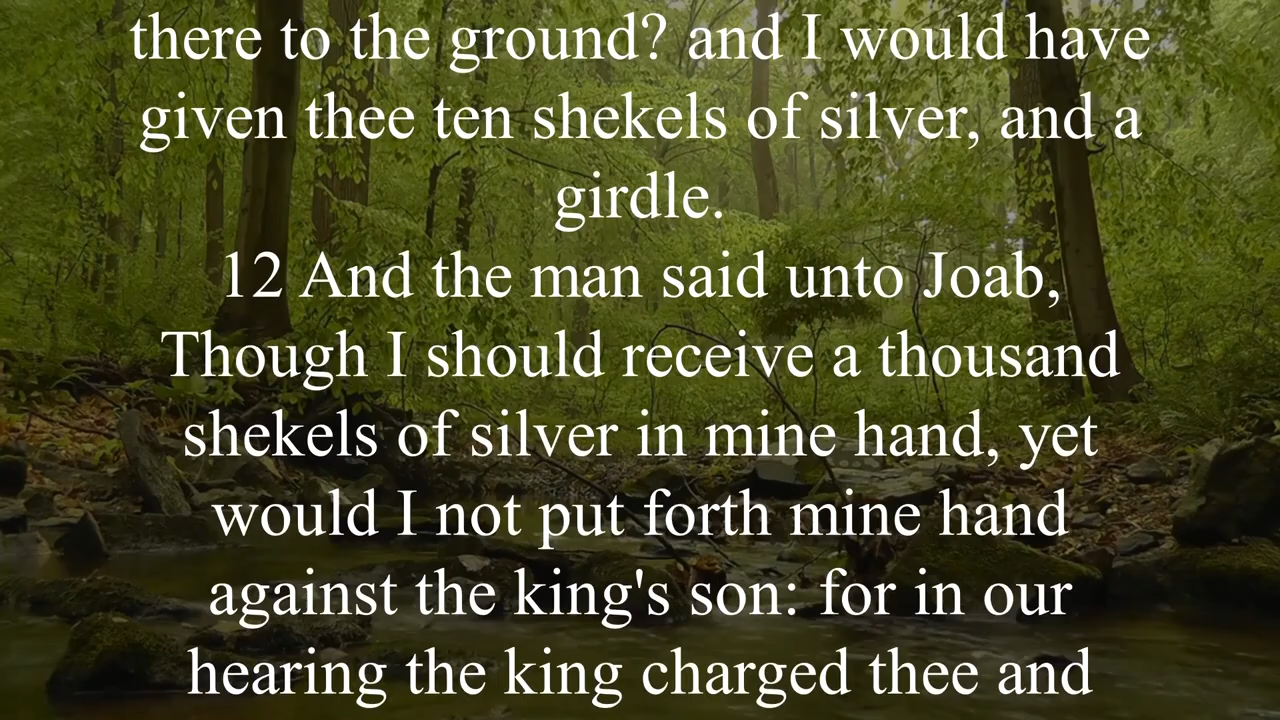 there to the ground? and I would have
given thee ten shekels of silver, and a
girdle.
12 And the man said unto Joab,
Though I should receive a thousand
shekels of silver in mine hand, yet
would I not put forth mine hand
against the king's son: for in our
hearing the king charged thee and